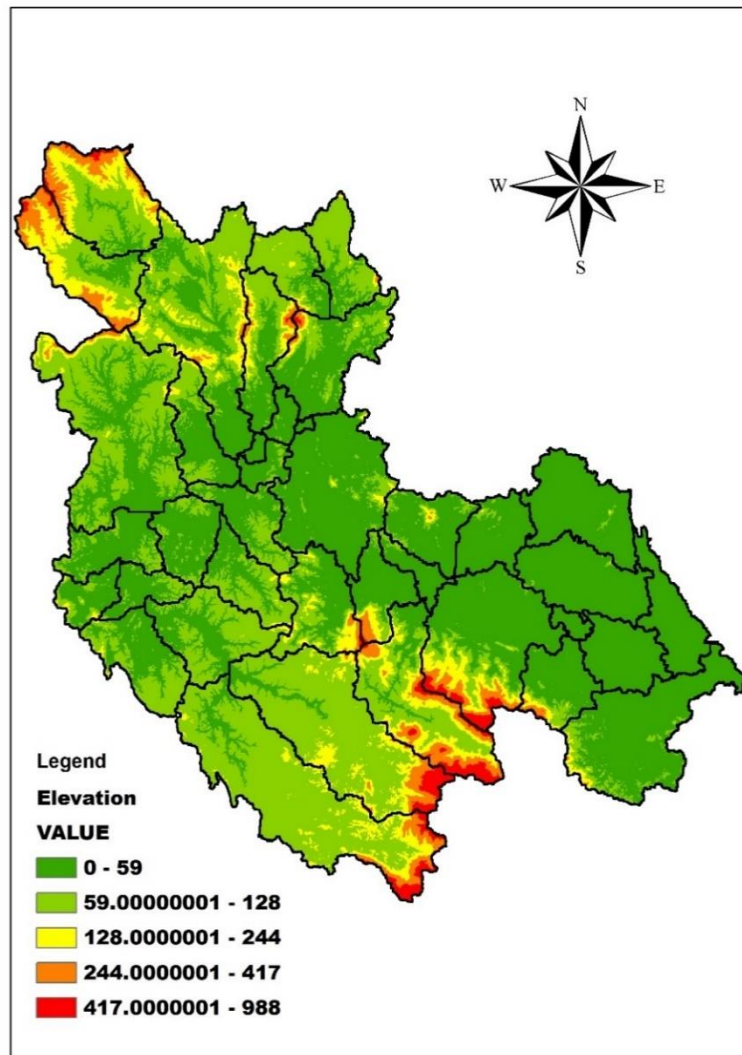 N
W E
S
Legend
Elevation
VALUE
0 - 59
59.00000001 - 128
128.0000001 - 244
244.0000001 - 417
417.0000001 - 988